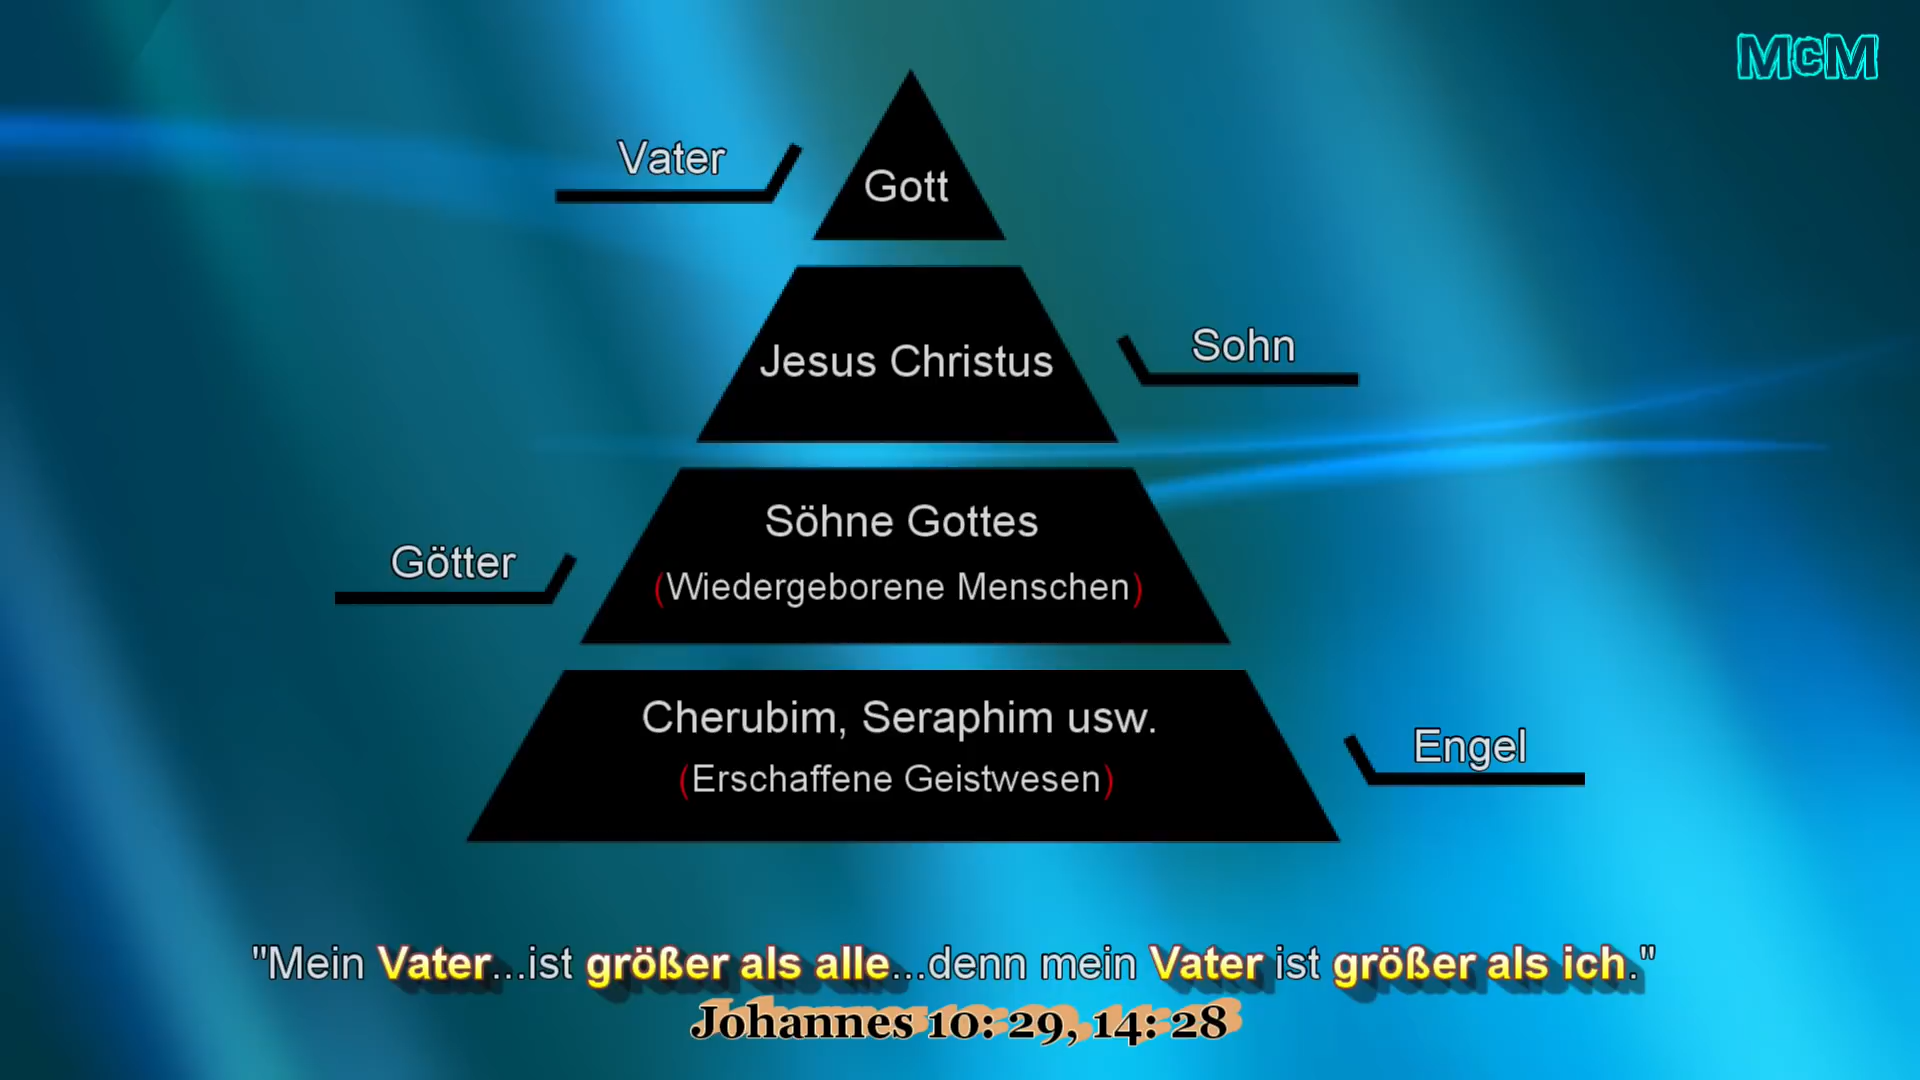 McM
Vater
Gott
Jesus Christus
Sohn
Söhne Gottes
Götter
(Wiedergeborene Menschen)
Cherubim, Seraphim usw.
Engel
(Erschaffene Geistwesen)
"Mein Vater...ist größer als alle...denn mein Vater ist größer als ich."
Johannes 10: 29, 14: 28